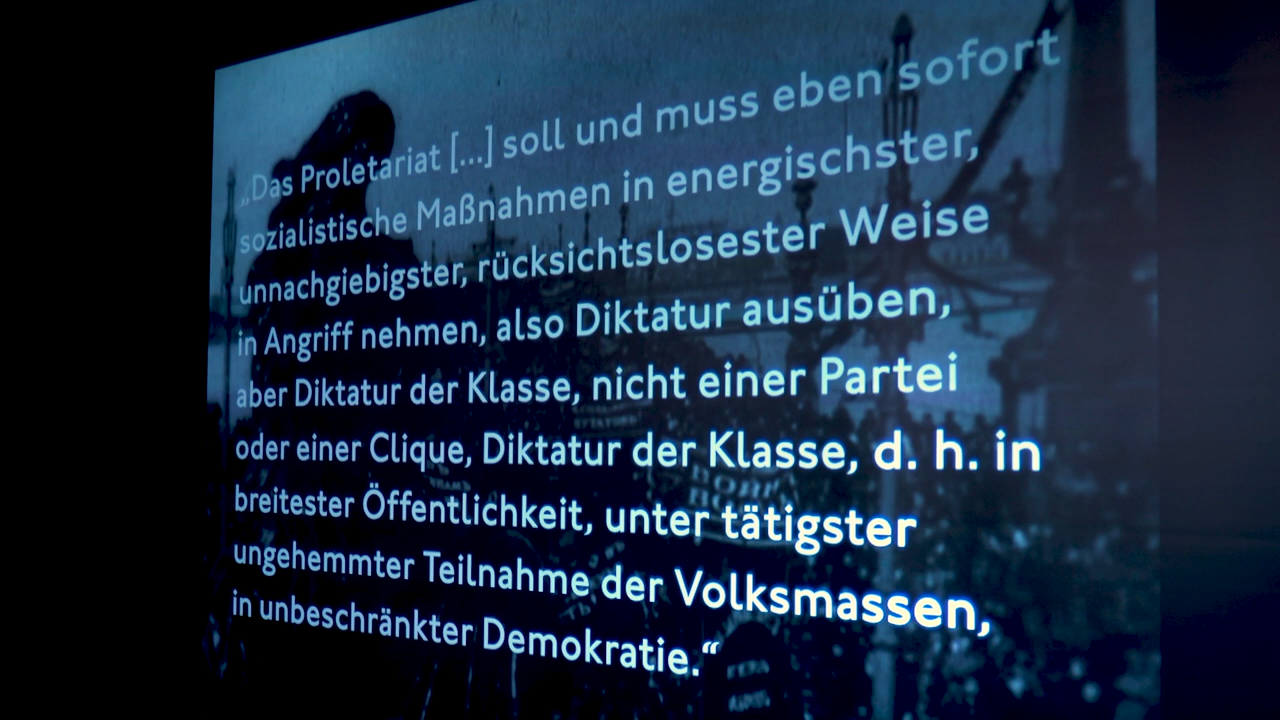 „Das Proletariat [...] soll und muss eben sofort
sozialistische Maßnahmen in energischster,
unnachgiebigster, rücksichtslosester Weise
in Angriff nehmen, also Diktatur ausüben,
aber Diktatur der Klasse, nicht einer Partei
oder einer Clique, Diktatur der Klasse, d. h. in
breitester Öffentlichkeit, unter tätigster
ungehemmter Teilnahme der Volksmassen,
in unbeschränkter Demokratie.“